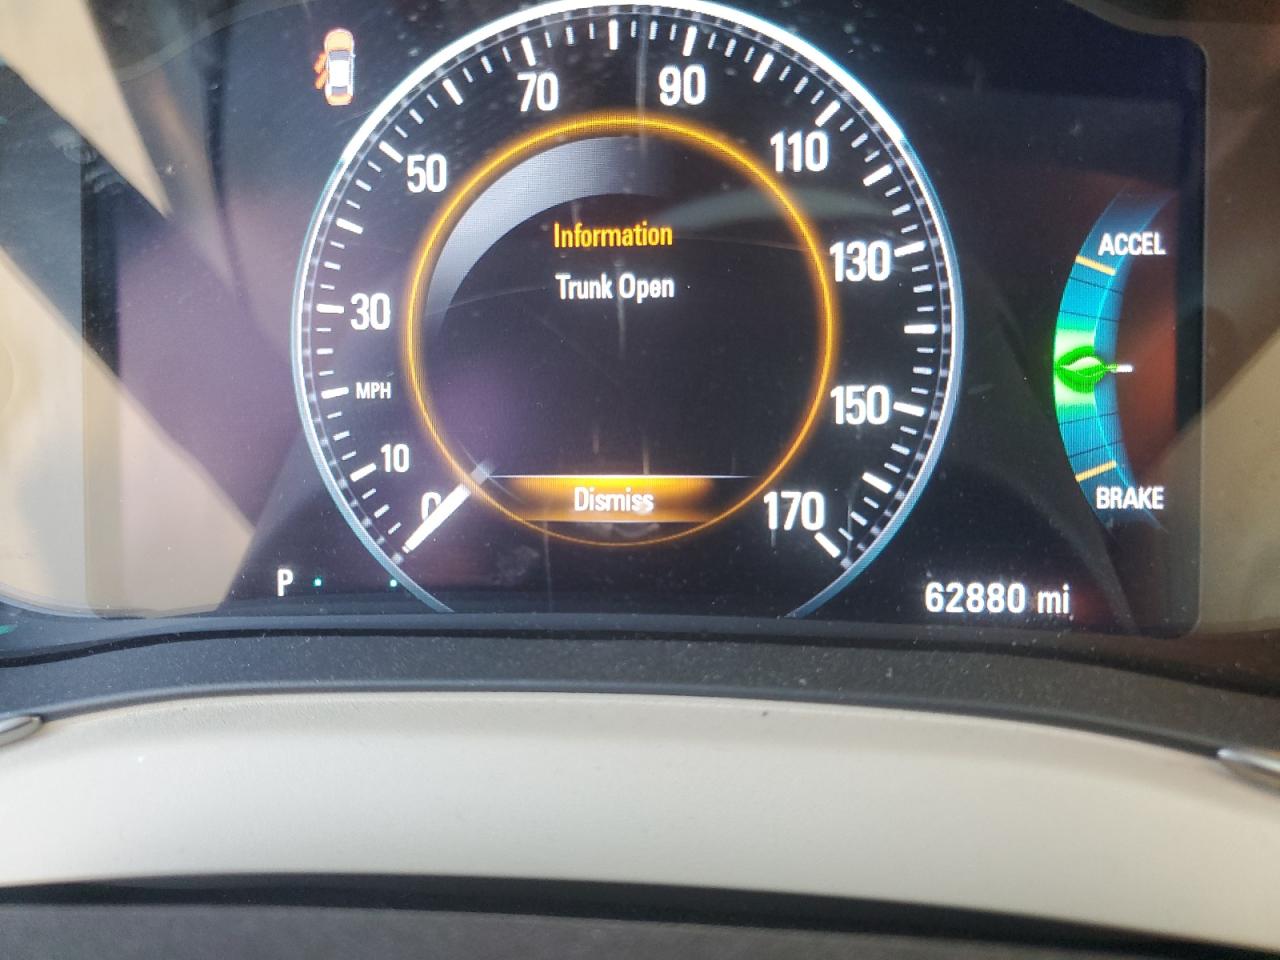 70
90
50
110
Information
130
ACCEL
Trunk Open
30
MPH
150
10
BRAKE
0
Dismiss
170
P
62880 mi